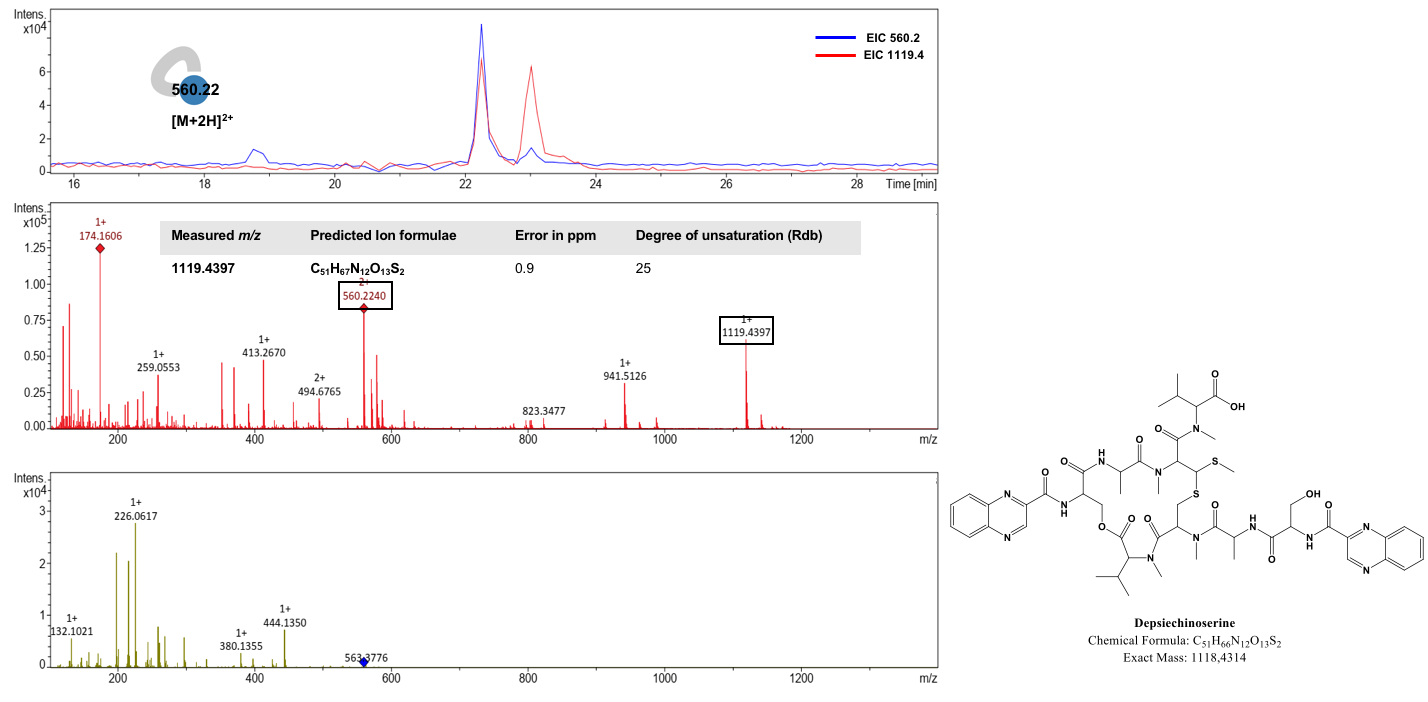 Intens.
x10⁴
6
4
2
0
560.22
[M+2H]²⁺
EIC 560.2
EIC 1119.4
16 18 20 22 24 26 28 Time [min]
Intens.
x10⁵
1.25
1.00
0.75
0.50
0.25
0.00
Measured m/z Predicted Ion formulae Error in ppm Degree of unsaturation (Rdb)
1119.4397 C₅₁H₆₇N₁₂O₁₃S₂ 0.9 25
1+
174.1606
1+
259.0553
1+
413.2670
2+
494.6765
2+
560.2240
823.3477
1+
941.5126
1+
1119.4397
200 400 600 800 1000 1200 m/z
Intens.
x10⁴
3
2
1
0
1+
132.1021
1+
226.0617
1+
380.1355
1+
444.1350
563.3776
200 400 600 800 1000 1200 m/z
O
OH
O
N
O
H
N
O
N
S
S
O
N
N
O
N
H
O
O
O
N
N
O
H
N
O
OH
N
H
O
N
N
Depsiechinoserine
Chemical Formula: C₅₁H₆₆N₁₂O₁₃S₂
Exact Mass: 1118,4314